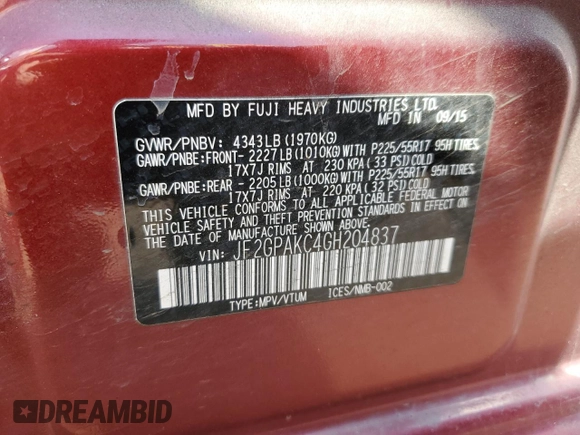 MFD BY FUJI HEAVY INDUSTRIES LTD.
MFD IN 09/15
GVWR/PNBV: 4343LB(1970KG)
GAWR/PNBE:FRONT- 2227LB(1010KG)WITH P225/55R17 95H TIRES,
17X7J RIMS AT 230 KPA(33 PSI)COLD
GAWR/PNBE:REAR - 2205LB(1000KG)WITH P225/55R17 95H TIRES,
17X7J RIMS AT 220 KPA(32 PSI)COLD
THIS VEHICLE CONFORMS TO ALL APPLICABLE FEDERAL MOTOR
VEHICLE SAFETY AND THEFT PREVENTION STANDARDS IN EFFECT ON
THE DATE OF MANUFACTURE SHOWN ABOVE.
VIN: JF2GPAKC4GH204837
TYPE:MPV/VTUM ICES/NMB-002
DREAMBID